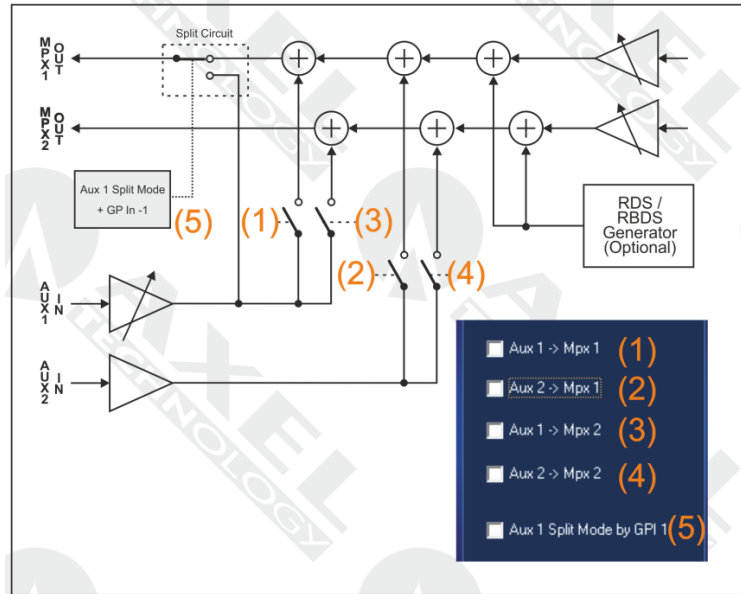 Split Circuit
MPX1 OUT
MPX2 OUT
Aux 1 Split Mode
+ GP In -1
(5)
(1)
(3)
(2)
(4)
RDS /
RBDS
Generator
(Optional)
AUX1 IN
AUX2 IN
Aux 1 -> Mpx 1 (1)
Aux 2 -> Mpx 1 (2)
Aux 1 -> Mpx 2 (3)
Aux 2 -> Mpx 2 (4)
Aux 1 Split Mode by GPI 1 (5)
AXEL
TECHNOLOGY